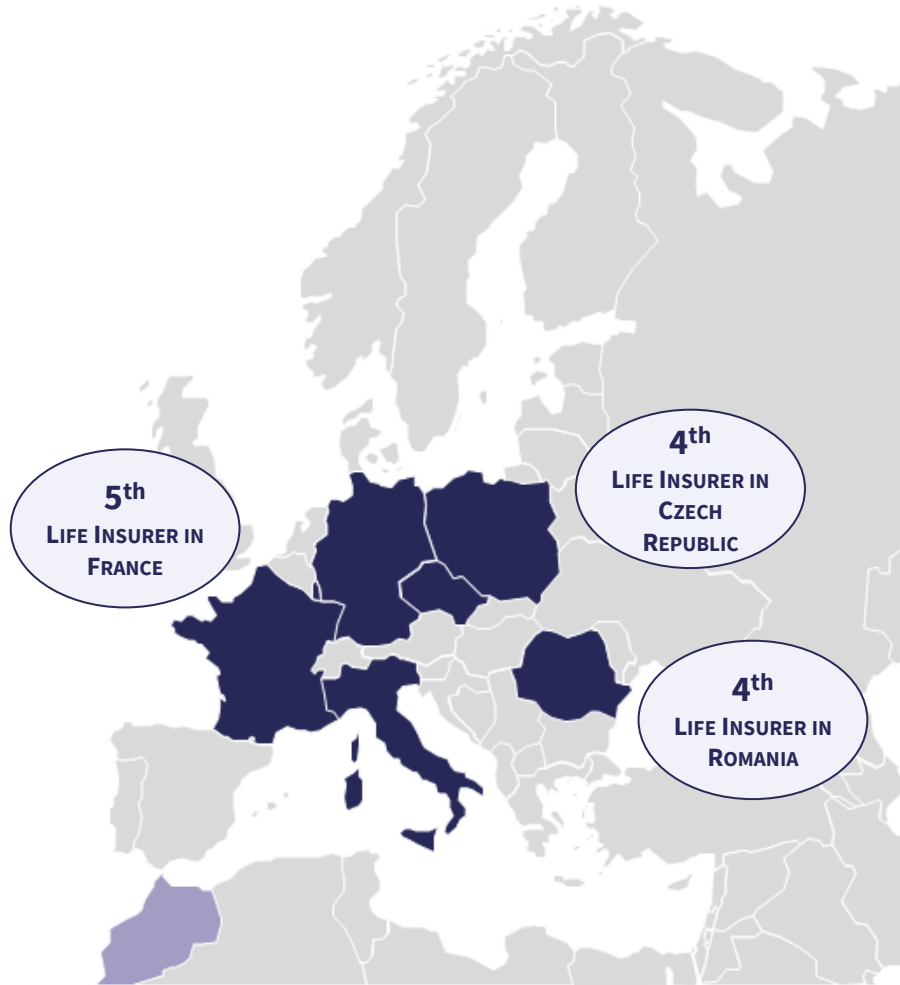 5th
LIFE INSURER IN
FRANCE
4th
LIFE INSURER IN
CZECH
REPUBLIC
4th
LIFE INSURER IN
ROMANIA